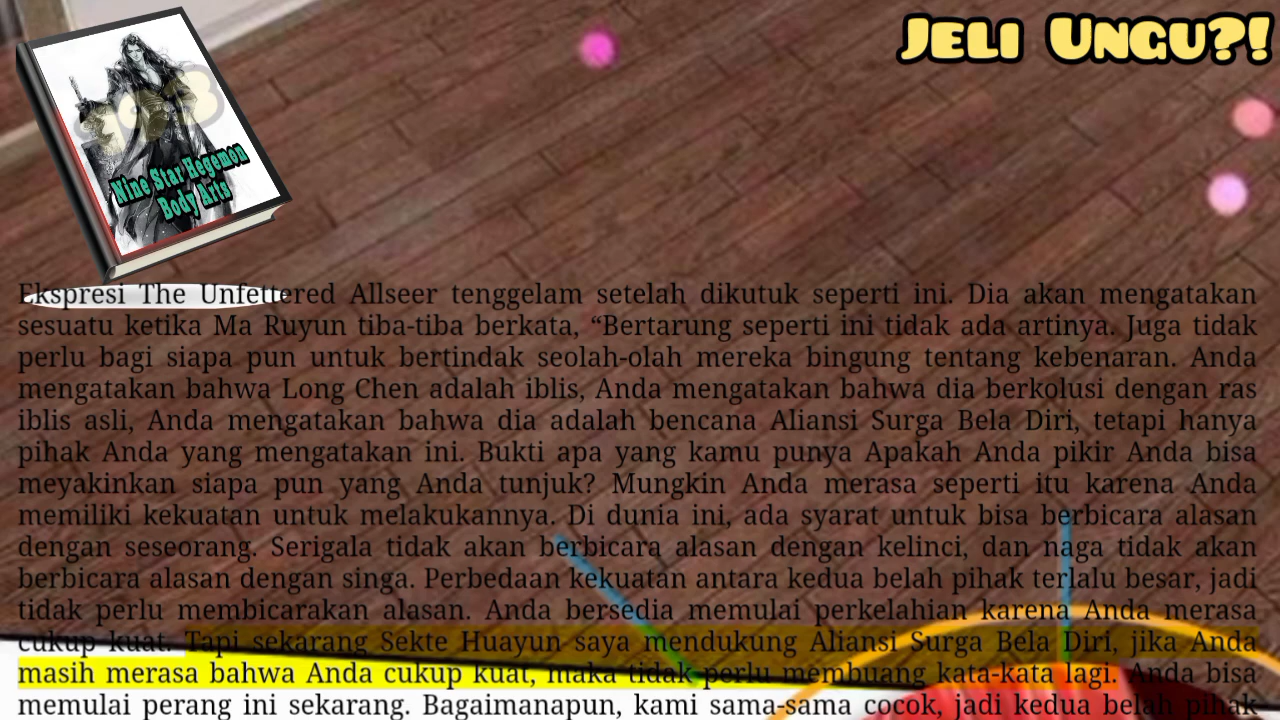 Jeli Ungu?!
Nine Star Hegemon
Body Arts
Ekspresi The Unfettered Allseer tenggelam setelah dikutuk seperti ini. Dia akan mengatakan
sesuatu ketika Ma Ruyun tiba-tiba berkata, “Bertarung seperti ini tidak ada artinya. Juga tidak
perlu bagi siapa pun untuk bertindak seolah-olah mereka bingung tentang kebenaran. Anda
mengatakan bahwa Long Chen adalah iblis, Anda mengatakan bahwa dia berkolusi dengan ras
iblis asli, Anda mengatakan bahwa dia adalah bencana Aliansi Surga Bela Diri, tetapi hanya
pihak Anda yang mengatakan ini. Bukti apa yang kamu punya Apakah Anda pikir Anda bisa
meyakinkan siapa pun yang Anda tunjuk? Mungkin Anda merasa seperti itu karena Anda
memiliki kekuatan untuk melakukannya. Di dunia ini, ada syarat untuk bisa berbicara alasan
dengan seseorang. Serigala tidak akan berbicara alasan dengan kelinci, dan naga tidak akan
berbicara alasan dengan singa. Perbedaan kekuatan antara kedua belah pihak terlalu besar, jadi
tidak perlu membicarakan alasan. Anda bersedia memulai perkelahian karena Anda merasa
cukup kuat. Tapi sekarang Sekte Huayun saya mendukung Aliansi Surga Bela Diri, jika Anda
masih merasa bahwa Anda cukup kuat, maka tidak perlu membuang kata-kata lagi. Anda bisa
memulai perang ini sekarang. Bagaimanapun, kami sama-sama cocok, jadi kedua belah pihak